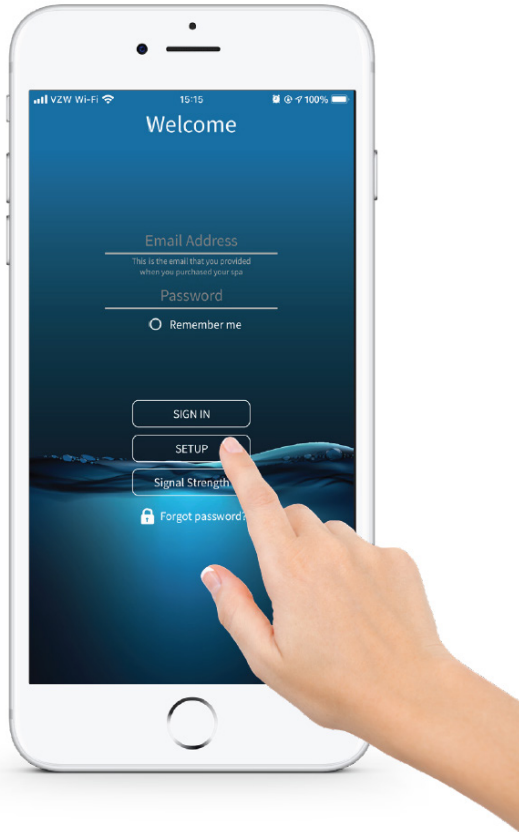 VZW Wi-Fi 15:15 100%
Welcome
Email Address
This is the email that you provided
when you purchased your spa
Password
Remember me
SIGN IN
SETUP
Signal Strength
Forgot password?